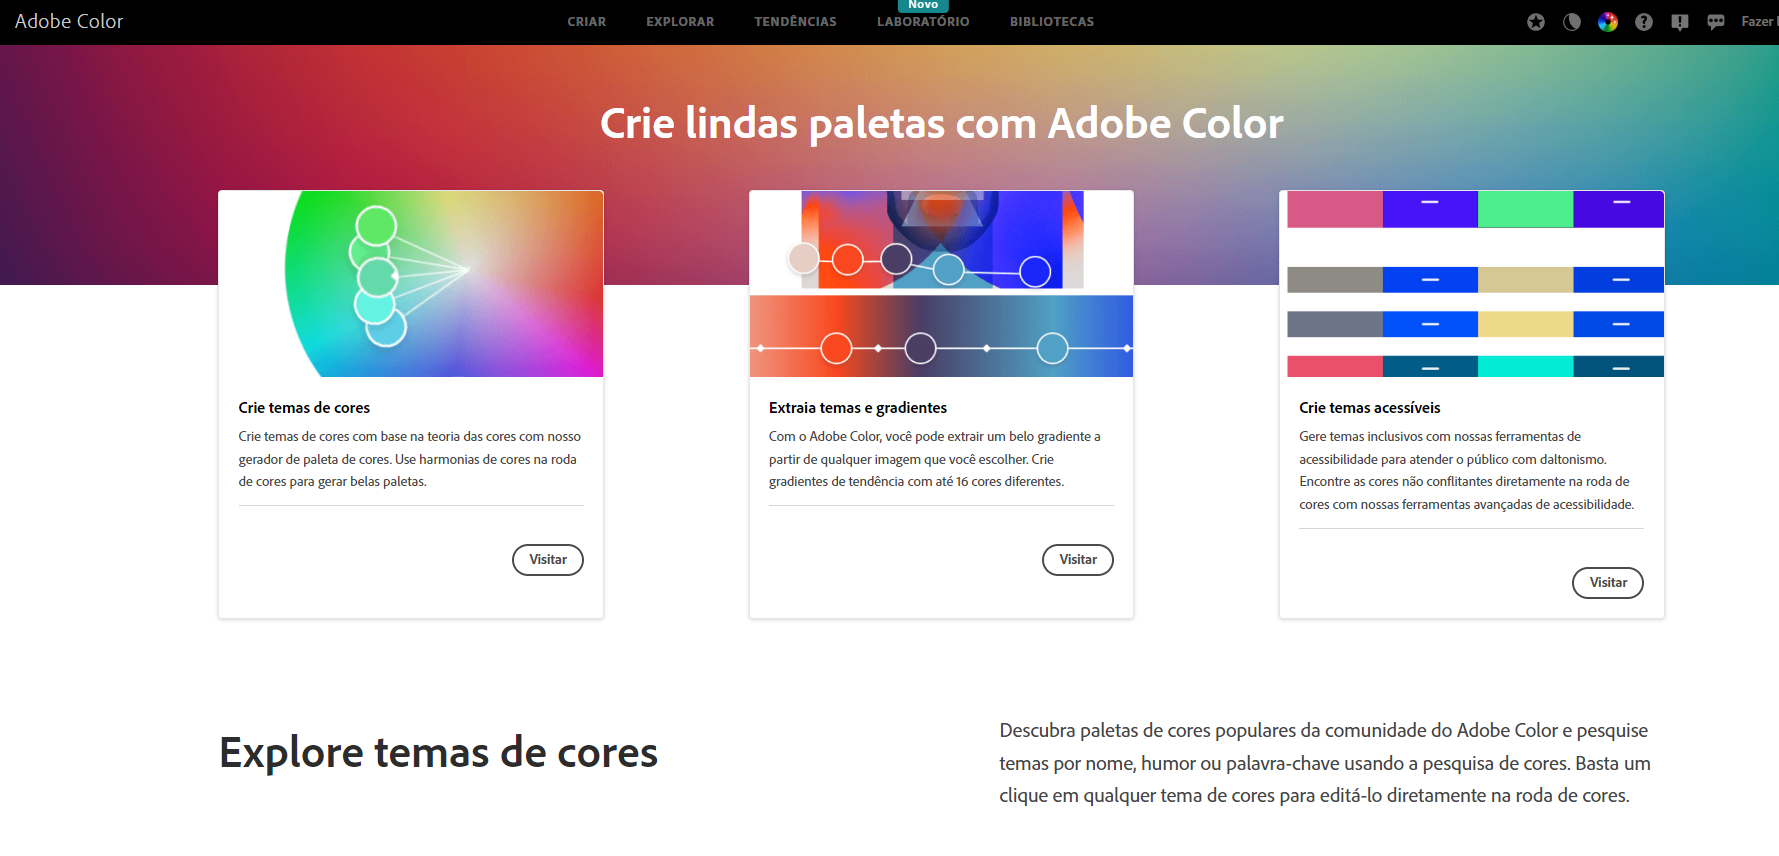 Adobe Color
CRIAR
EXPLORAR
TENDÊNCIAS
Novo
LABORATÓRIO
BIBLIOTECAS
Fazer
Crie lindas paletas com Adobe Color
Crie temas de cores
Crie temas de cores com base na teoria das cores com nosso
gerador de paleta de cores. Use harmonias de cores na roda
de cores para gerar belas paletas.
Visitar
Extraia temas e gradientes
Com o Adobe Color, você pode extrair um belo gradiente a
partir de qualquer imagem que você escolher. Crie
gradientes de tendência com até 16 cores diferentes.
Visitar
Crie temas acessíveis
Gere temas inclusivos com nossas ferramentas de
acessibilidade para atender o público com daltonismo.
Encontre as cores não conflitantes diretamente na roda de
cores com nossas ferramentas avançadas de acessibilidade.
Visitar
Explore temas de cores
Descubra paletas de cores populares da comunidade do Adobe Color e pesquise
temas por nome, humor ou palavra-chave usando a pesquisa de cores. Basta um
clique em qualquer tema de cores para editá-lo diretamente na roda de cores.